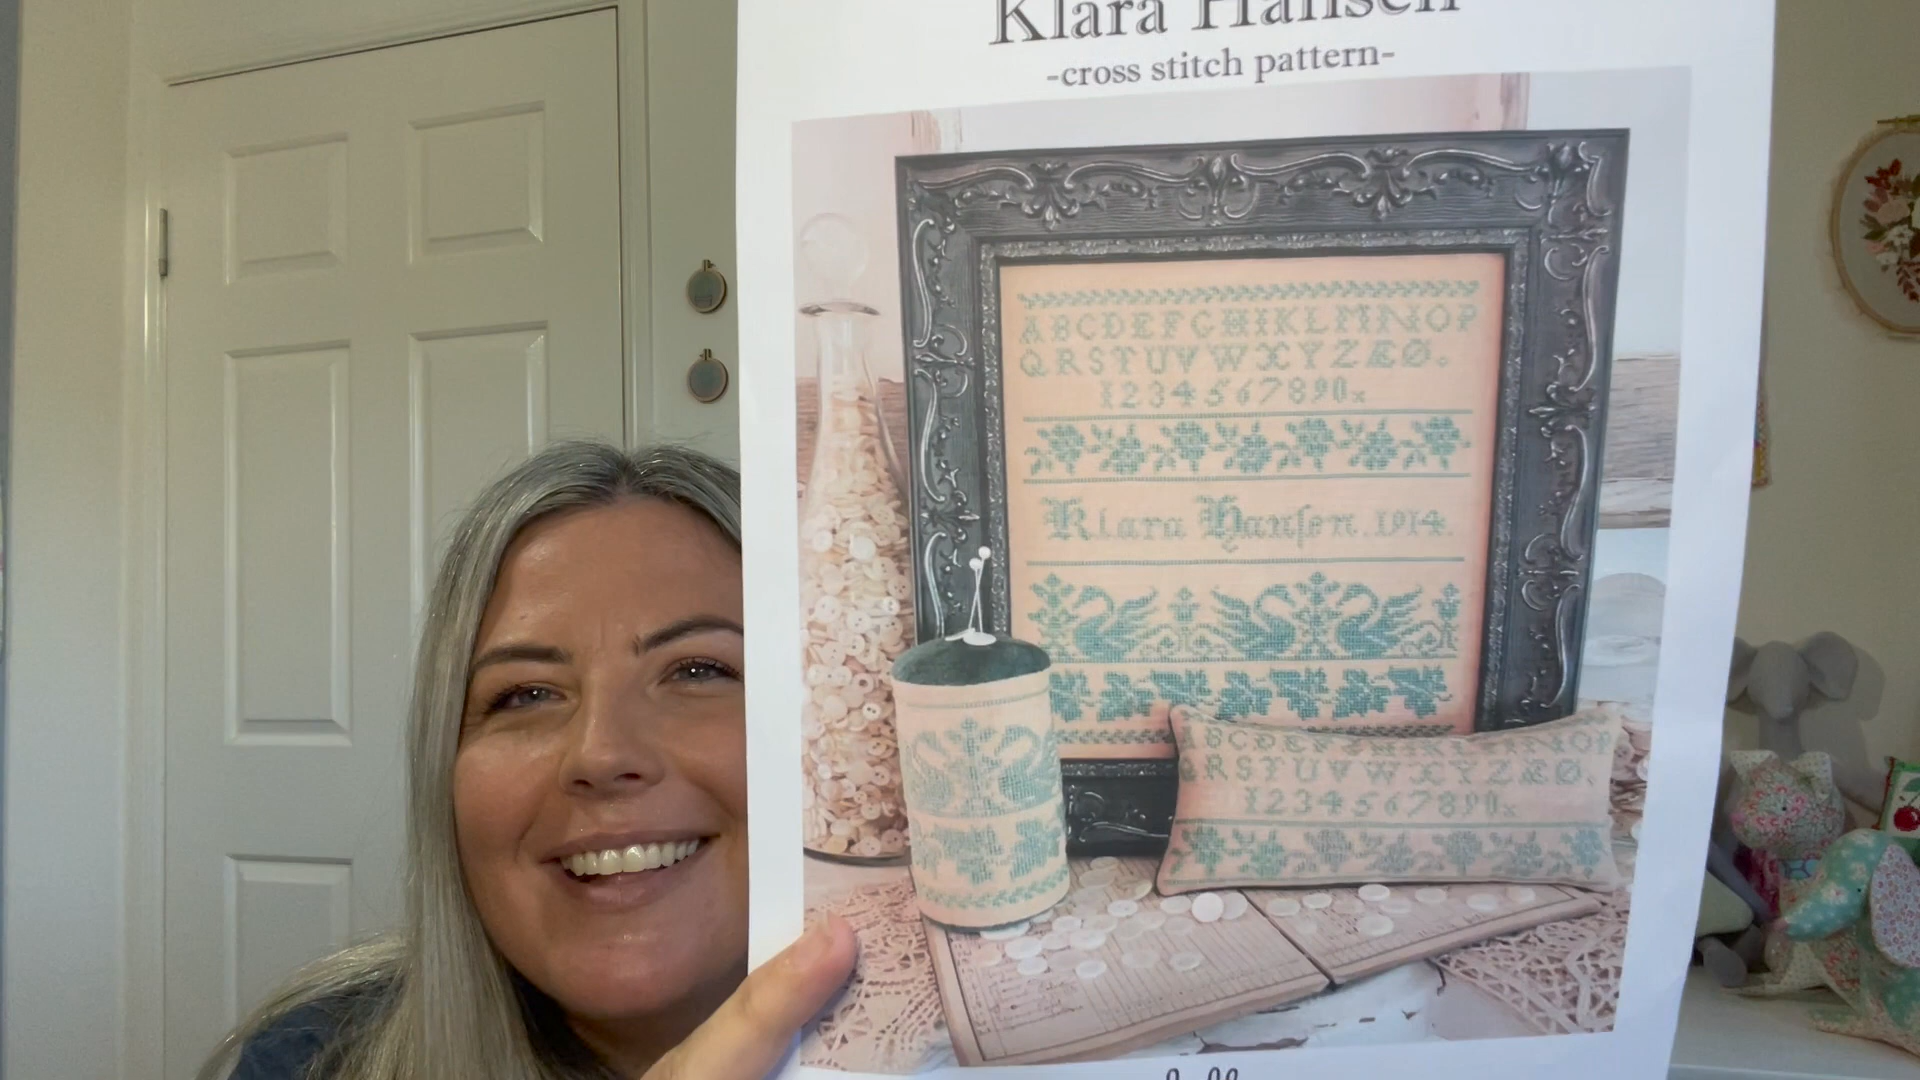 Klara Hansen
-cross stitch pattern-
ABCDEFGHIKLMNOP
QRSTUVWXYZÆØ.
1234567890x
Klara Hansen.1914.
ABCDEFGHIKLMNOP
QRSTUVWXYZÆØ.
1234567890x